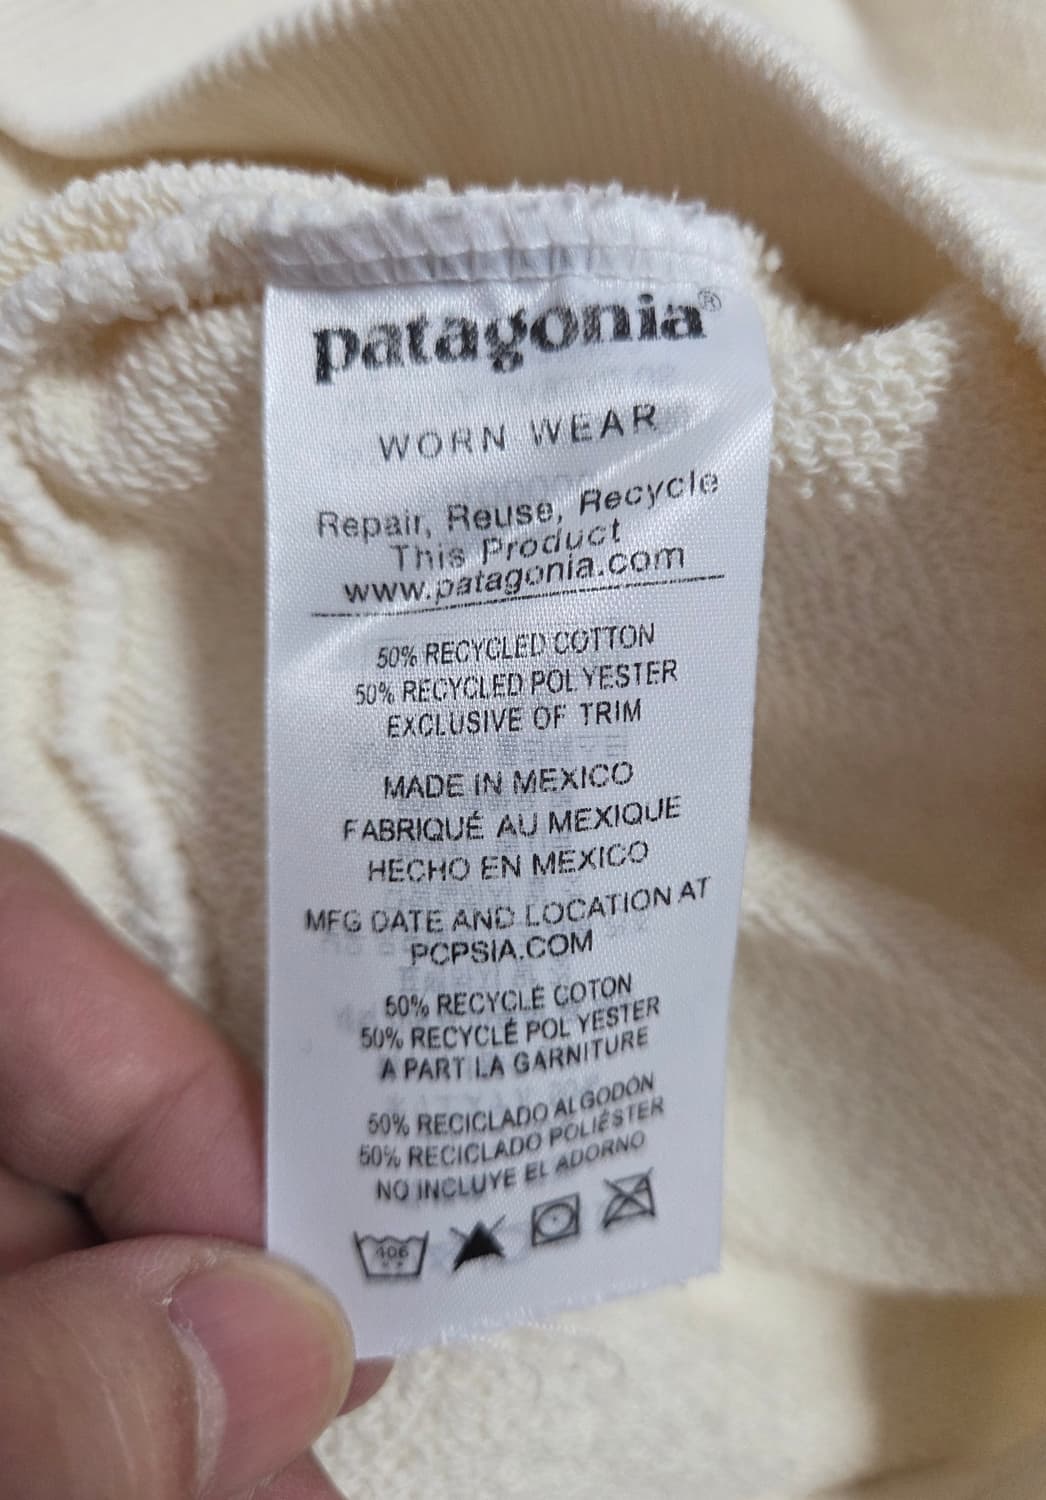 patagonia®
WORN WEAR
Repair, Reuse, Recycle
This Product
www.patagonia.com
50% RECYCLED COTTON
50% RECYCLED POLYESTER
EXCLUSIVE OF TRIM
MADE IN MEXICO
FABRIQUÉ AU MEXIQUE
HECHO EN MEXICO
MFG DATE AND LOCATION AT
PCPSIA.COM
50% RECYCLÉ COTON
50% RECYCLÉ POLYESTER
A PART LA GARNITURE
50% RECICLADO ALGODÓN
50% RECICLADO POLIÉSTER
NO INCLUYE EL ADORNO